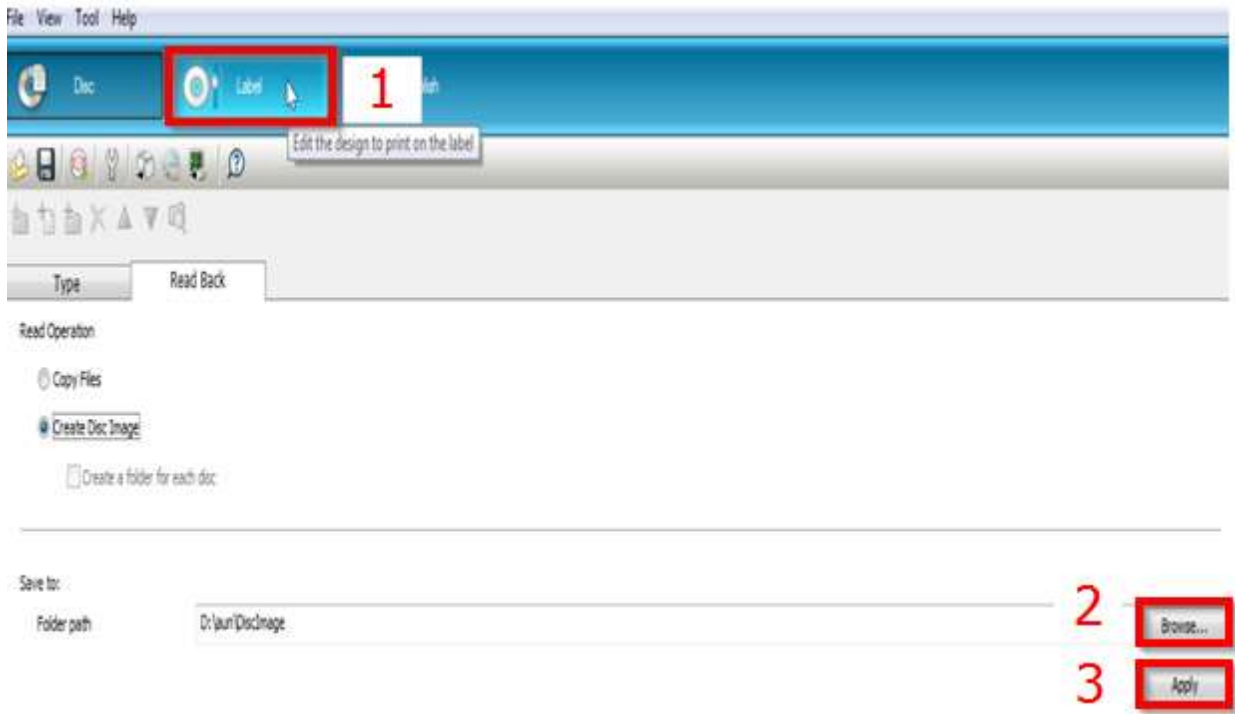 File View Tool Help
Disc
Label
1
Edit the design to print on the label
Type
Read Back
Read Operation
Copy Files
Create Disc Image
Create a folder for each disc
Save to:
Folder path
2
Browse...
3
Apply